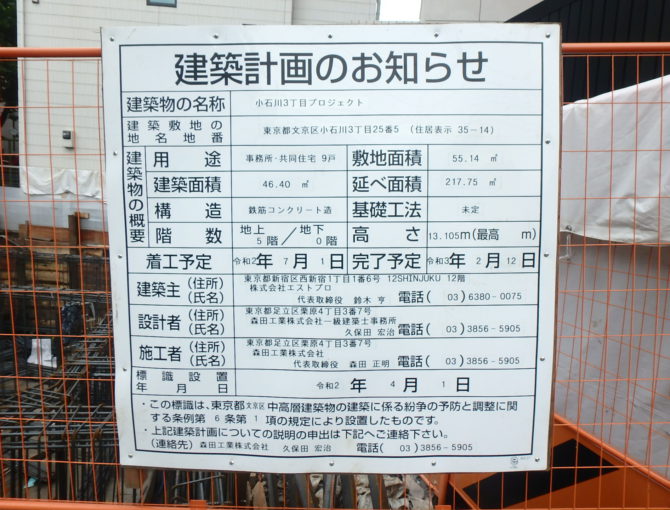 建築計画のお知らせ
建築物の名称 小石川3丁目プロジェクト
建築敷地の地名地番 東京都文京区小石川3丁目25番5 (住居表示 35-14)
建築物の概要
用途 事務所・共同住宅 9戸 敷地面積 55.14 ㎡
建築面積 46.40 ㎡ 延べ面積 217.75 ㎡
構造 鉄筋コンクリート造 基礎工法 未定
階数 地上 5階/地下 0階 高さ 13.105m(最高 m)
着工予定 令和2年 7月 1日 完了予定 令和3年 2月 12日
建築主 (住所) 東京都新宿区西新宿1丁目1番6号 12SHINJUKU 12階
(氏名) 株式会社エストプロ
代表取締役 鈴木 亨 電話( 03 ) 6380-0075
設計者 (住所) 東京都足立区栗原4丁目3番7号
(氏名) 森田工業株式会社一級建築士事務所
久保田 宏治 電話( 03 ) 3856-5905
施工者 (住所) 東京都足立区栗原4丁目3番7号
(氏名) 森田工業株式会社
代表取締役 森田 正明 電話( 03 ) 3856-5905
標識設置年月日 令和2 年 4 月 1 日
・この標識は、東京都文京区中高層建築物の建築に係る紛争の予防と調整に関
する条例第 6 条第 1 項の規定により設置したものです。
・上記建築計画についての説明の申出は下記へご連絡下さい。
(連絡先) 森田工業株式会社 久保田 宏治 電話( 03 ) 3856-5905